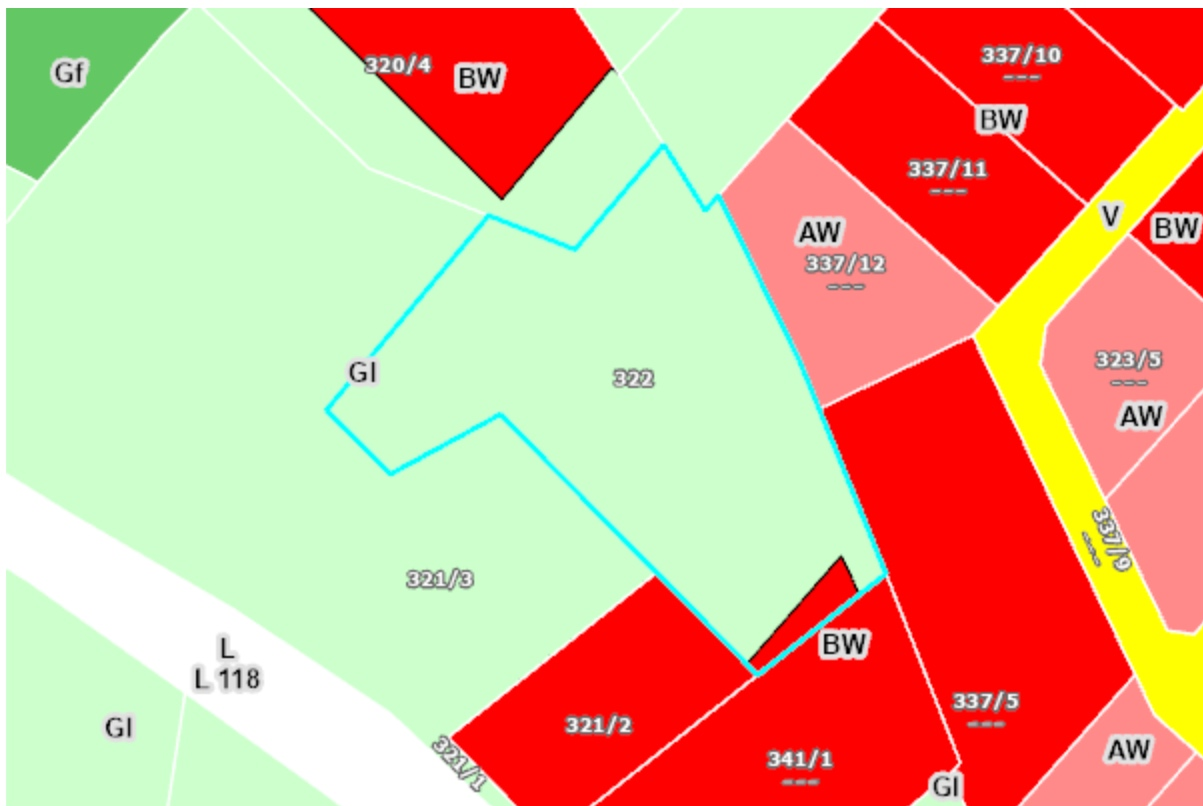 Gf
320/4
BW
337/10
---
BW
337/11
---
V
BW
AW
337/12
---
GI
322
323/5
---
AW
337/9
---
321/3
L
L 118
BW
GI
321/2
321/1
337/5
---
341/1
---
AW
GI